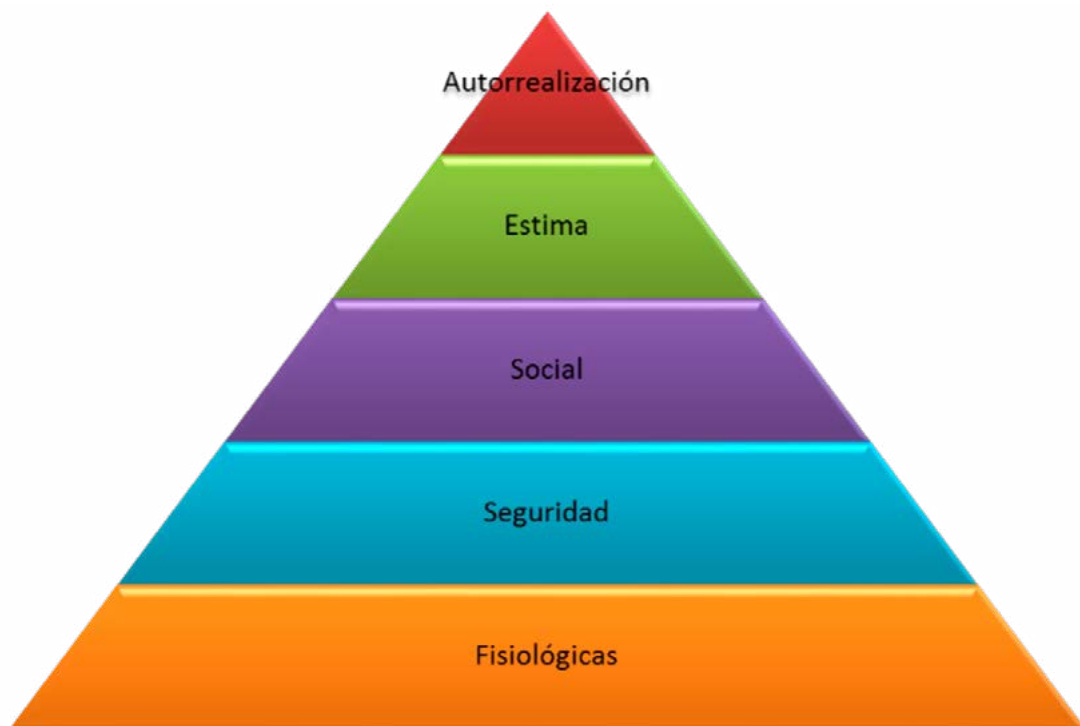 Autorrealización
Estima
Social
Seguridad
Fisiológicas